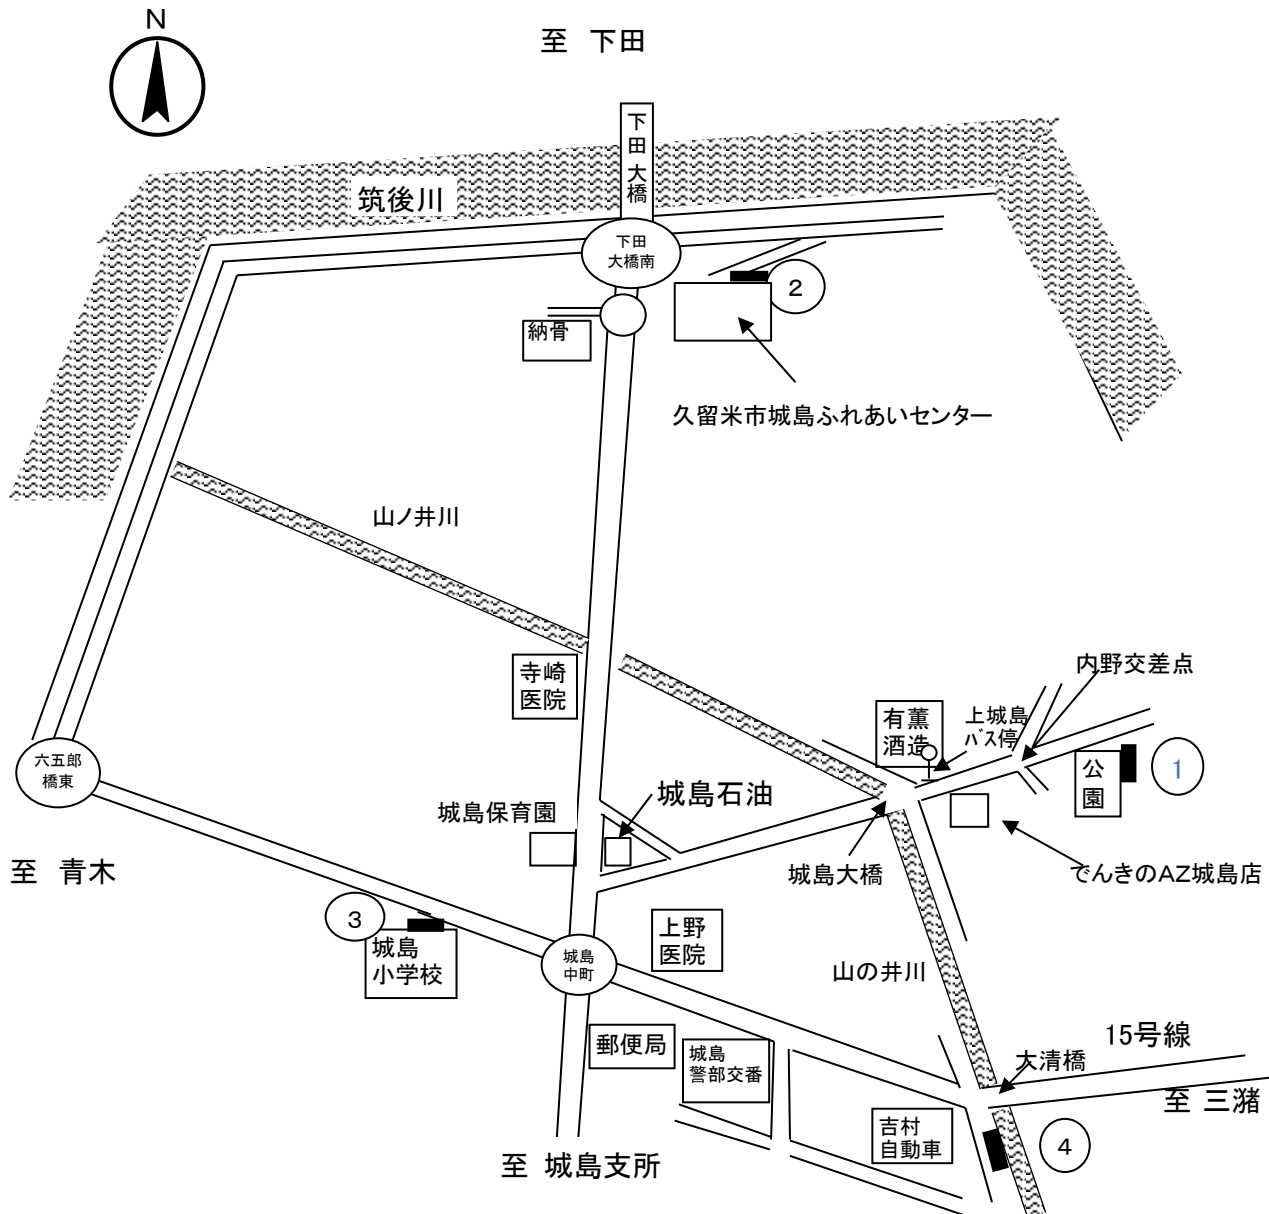 N
至 下田
下田大橋
筑後川
下田
大橋南
2
納骨
久留米市城島ふれあいセンター
山ノ井川
内野交差点
寺崎
医院
有薫
酒造
上城島
バス停
六五郎
橋東
公
園
1
城島石油
城島保育園
城島大橋
でんきのAZ城島店
至 青木
3
城島
小学校
上野
医院
城島
中町
山の井川
15号線
郵便局
城島
警部交番
大清橋
至 三潴
吉村
自動車
4
至 城島支所